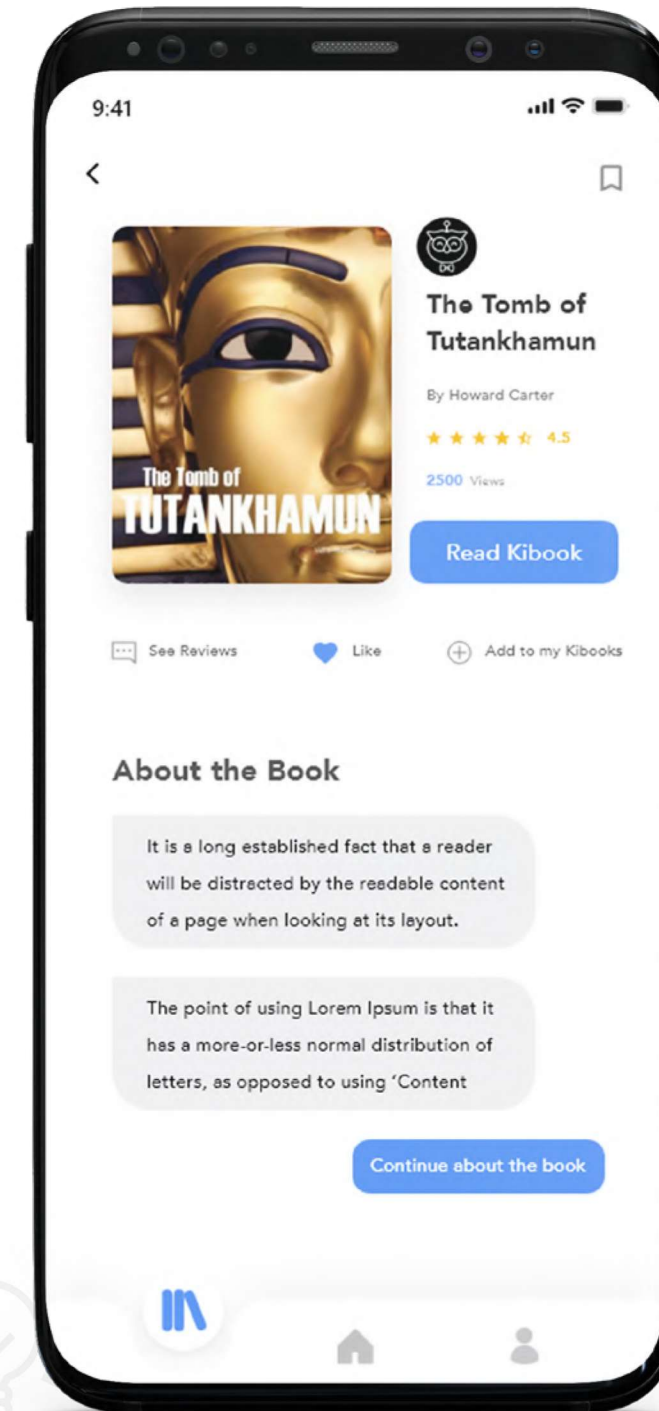 9:41
The Tomb of
TUTANKHAMUN
The Tomb of
Tutankhamun
By Howard Carter
4.5
2500 Views
Read Kibook
See Reviews
Like
Add to my Kibooks
About the Book
It is a long established fact that a reader
will be distracted by the readable content
of a page when looking at its layout.
The point of using Lorem Ipsum is that it
has a more-or-less normal distribution of
letters, as opposed to using ‘Content
Continue about the book